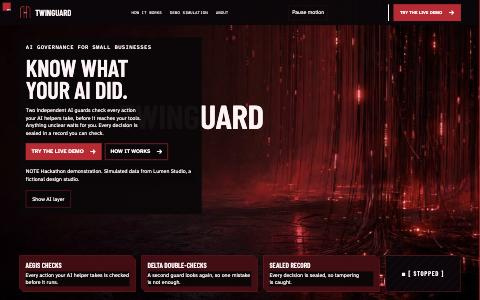 TWINGUARD
HOW IT WORKS
DEMO SIMULATION
ABOUT
Pause motion
TRY THE LIVE DEMO →
AI GOVERNANCE FOR SMALL BUSINESSES
KNOW WHAT
YOUR AI DID.
Two independent AI guards check every action
your AI helpers take, before it reaches your tools.
Anything unclear waits for you. Every decision is
sealed in a record you can check.
TWINGUARD
TRY THE LIVE DEMO →
HOW IT WORKS →
NOTE Hackathon demonstration. Simulated data from Lumen Studio, a
fictional design studio.
Show AI layer
AEGIS CHECKS
Every action your AI helper takes is checked
before it runs.
DELTA DOUBLE-CHECKS
A second guard looks again, so one mistake
is not enough.
SEALED RECORD
Every decision is sealed, so tampering
is caught.
■ [ STOPPED ]